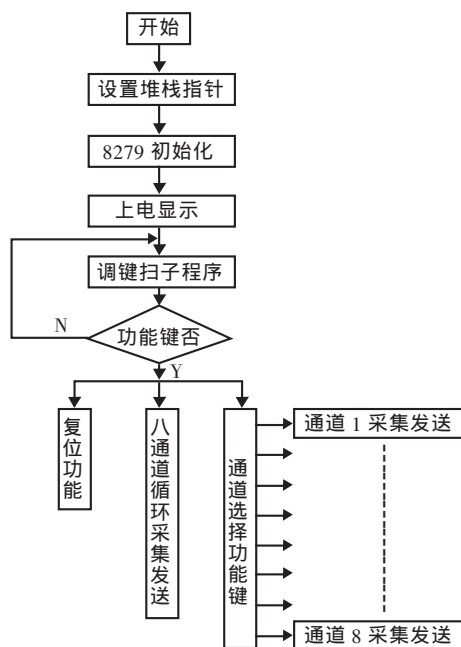 开始
设置堆栈指针
8279 初始化
上电显示
调键扫子程序
功能键否
N
Y
复位功能
八通道循环采集发送
通道选择功能键
通道 1 采集发送
通道 8 采集发送